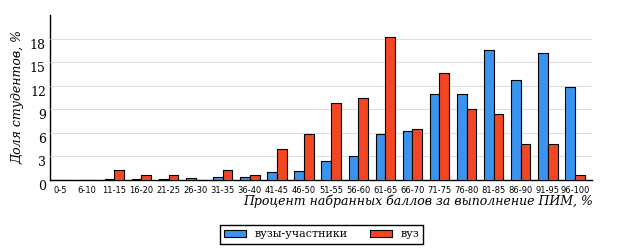 Доля студентов, %
18
15
12
9
6
3
0
0-5 6-10 11-15 16-20 21-25 26-30 31-35 36-40 41-45 46-50 51-55 56-60 61-65 66-70 71-75 76-80 81-85 86-90 91-95 96-100
Процент набранных баллов за выполнение ПИМ, %
вузы-участники вуз